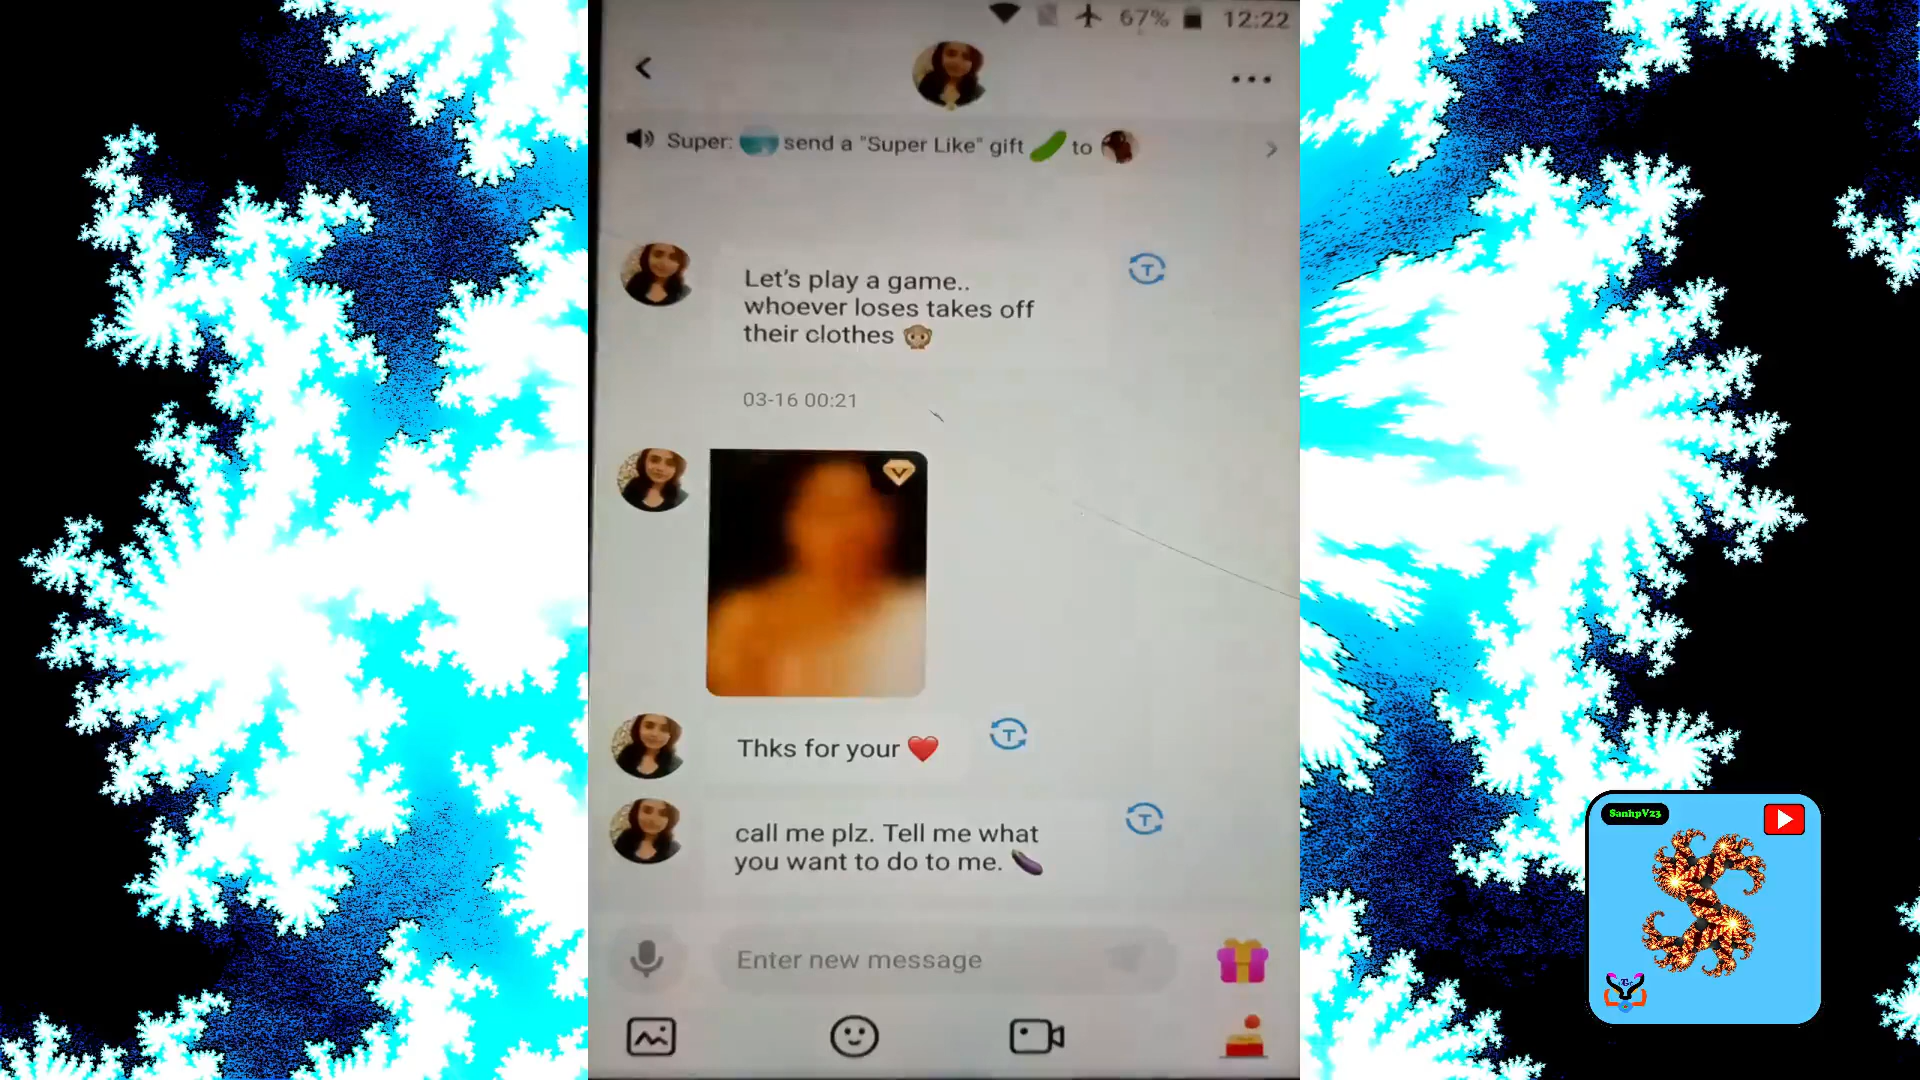 67% 12:22
Super: send a "Super Like" gift to
Let's play a game..
whoever loses takes off
their clothes
03-16 00:21
T
Thks for your
T
call me plz. Tell me what
you want to do to me.
T
Enter new message
SanhpV23